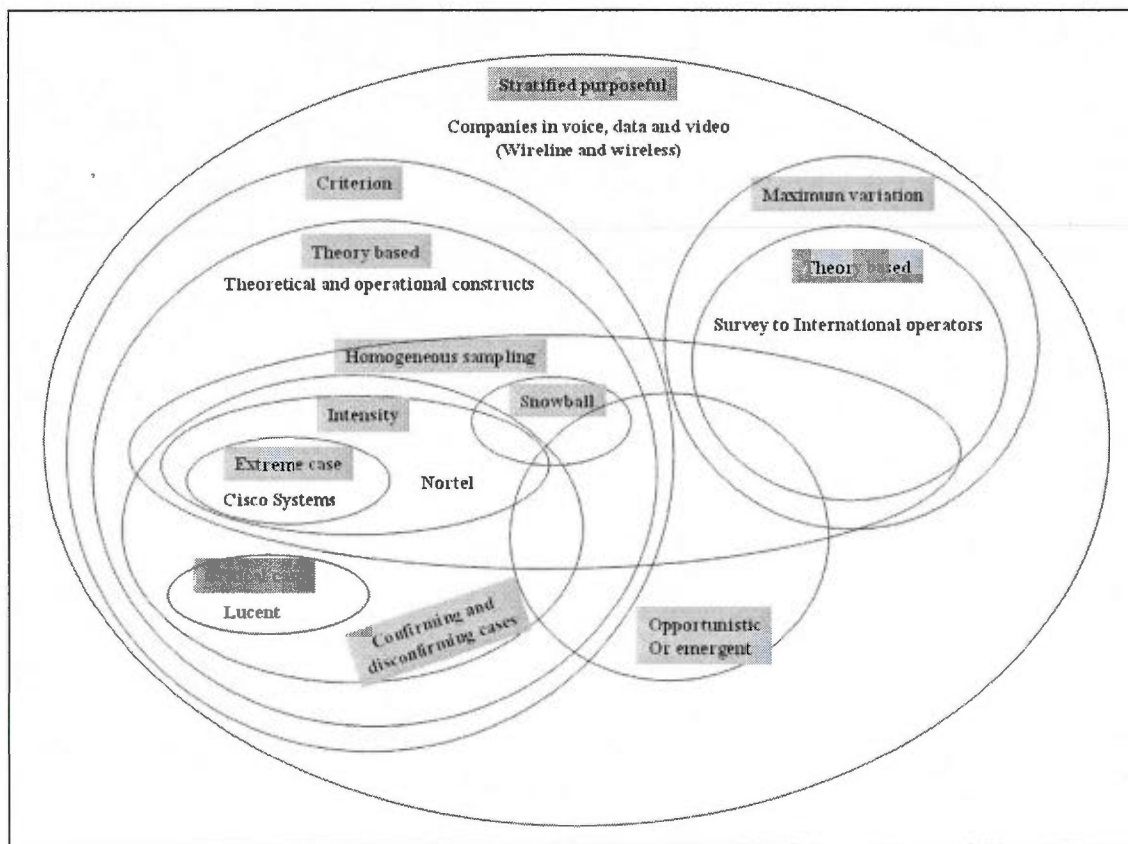 Stratified purposeful
Companies in voice, data and video
(Wireline and wireless)
Criterion
Maximum variation
Theory based
Theoretical and operational constructs
Theory based
Survey to International operators
Homogeneous sampling
Snowball
Intensity
Extreme case
Cisco Systems
Nortel
Lucent
Confirming and
disconfirming cases
Opportunistic
Or emergent